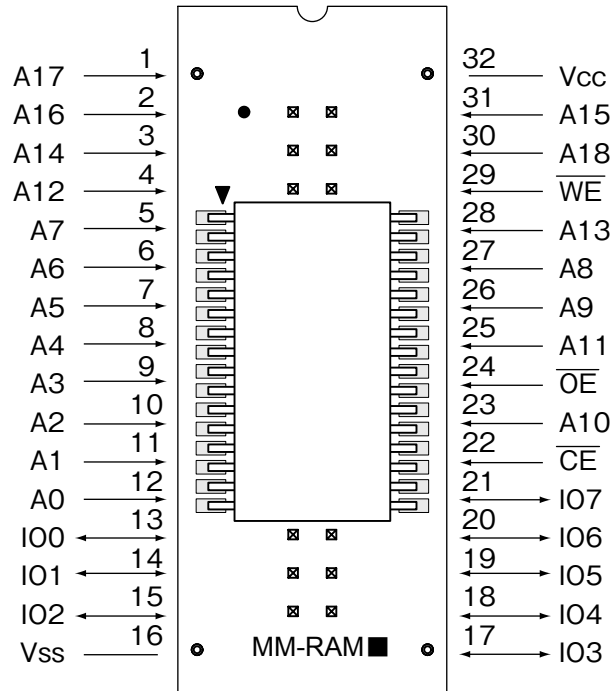 A17 1 32 Vcc
A16 2 31 A15
A14 3 30 A18
A12 4 29 W̅E̅
A7 5 28 A13
A6 6 27 A8
A5 7 26 A9
A4 8 25 A11
A3 9 24 O̅E̅
A2 10 23 A10
A1 11 22 C̅E̅
A0 12 21 IO7
IO0 13 20 IO6
IO1 14 19 IO5
IO2 15 18 IO4
Vss 16 17 IO3
MM-RAM■